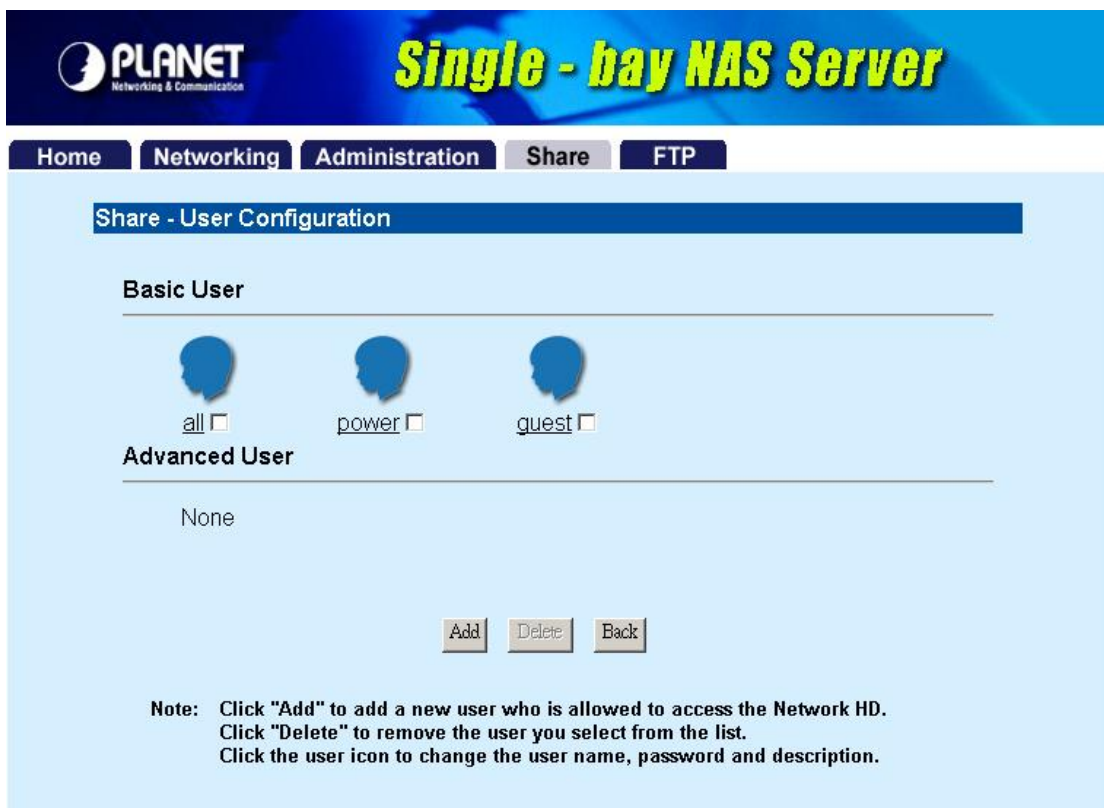 PLANET
Networking & Communication
Single - bay NAS Server
Home Networking Administration Share FTP
Share - User Configuration
Basic User
all power guest
Advanced User
None
Add Delete Back
Note: Click "Add" to add a new user who is allowed to access the Network HD.
Click "Delete" to remove the user you select from the list.
Click the user icon to change the user name, password and description.